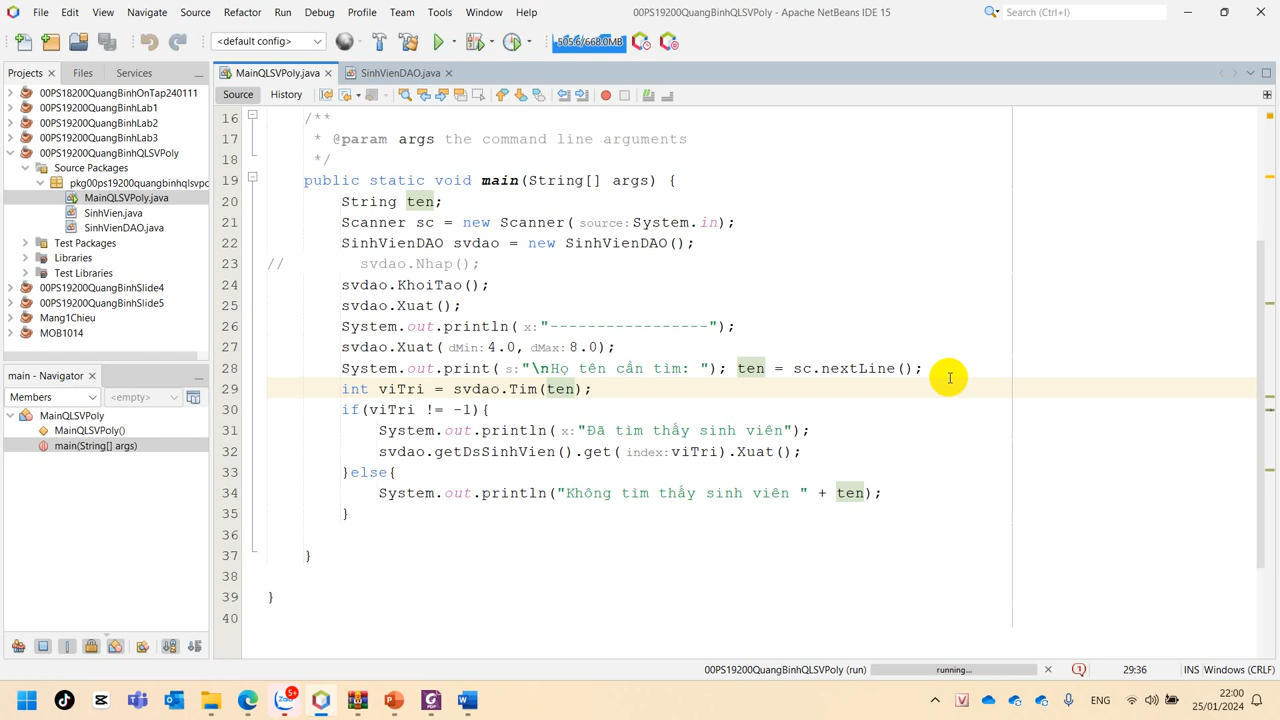 File Edit View Navigate Source Refactor Run Debug Profile Team Tools Window Help
00PS19200QuangBinhQLSVPoly - Apache NetBeans IDE 15
Search (Ctrl+I)
<default config>
505.6/668.0MB
Projects
Files
Services
MainQLSVPoly.java
SinhVienDAO.java
Source
History
00PS18200QuangBinhOnTap240111
00PS19200QuangBinhLab1
00PS19200QuangBinhLab2
00PS19200QuangBinhLab3
00PS19200QuangBinhQLSVPoly
Source Packages
pkg00ps19200quangbinhqlsvpo
MainQLSVPoly.java
SinhVien.java
SinhVienDAO.java
Test Packages
Libraries
Test Libraries
00PS19200QuangBinhSlide4
00PS19200QuangBinhSlide5
Mang1Chieu
MOB1014
main - Navigator
Members
<empty>
MainQLSVPoly
MainQLSVPoly()
main(String[] args)
16 /**
17 * @param args the command line arguments
18 */
19 public static void main(String[] args) {
20 String ten;
21 Scanner sc = new Scanner(source:System.in);
22 SinhVienDAO svdao = new SinhVienDAO();
23 // svdao.Nhap();
24 svdao.KhoiTao();
25 svdao.Xuat();
26 System.out.println(x:"-----------------");
27 svdao.Xuat(dMin:4.0, dMax:8.0);
28 System.out.print(s:"\nHọ tên cần tìm: "); ten = sc.nextLine();
29 int viTri = svdao.Tim(ten);
30 if(viTri != -1){
31 System.out.println(x:"Đã tìm thấy sinh viên");
32 svdao.getDsSinhVien().get(index:viTri).Xuat();
33 }else{
34 System.out.println("Không tìm thấy sinh viên " + ten);
35 }
36
37 }
38
39 }
40
00PS19200QuangBinhQLSVPoly (run)
running...
29:36
INS
Windows (CRLF)
Zalo
5+
ENG
22:00
25/01/2024